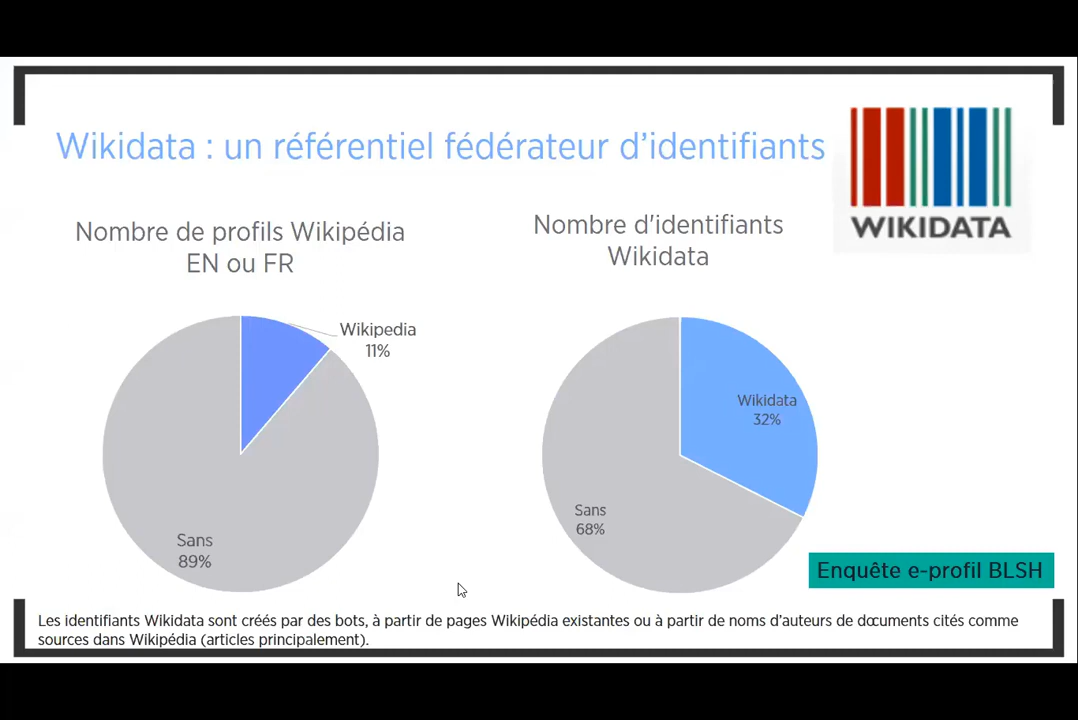 Wikidata : un référentiel fédérateur d'identifiants
WIKIDATA
Nombre de profils Wikipédia
EN ou FR
Wikipedia
11%
Sans
89%
Nombre d'identifiants
Wikidata
Wikidata
32%
Sans
68%
Enquête e-profil BLSH
Les identifiants Wikidata sont créés par des bots, à partir de pages Wikipédia existantes ou à partir de noms d'auteurs de documents cités comme
sources dans Wikipédia (articles principalement).